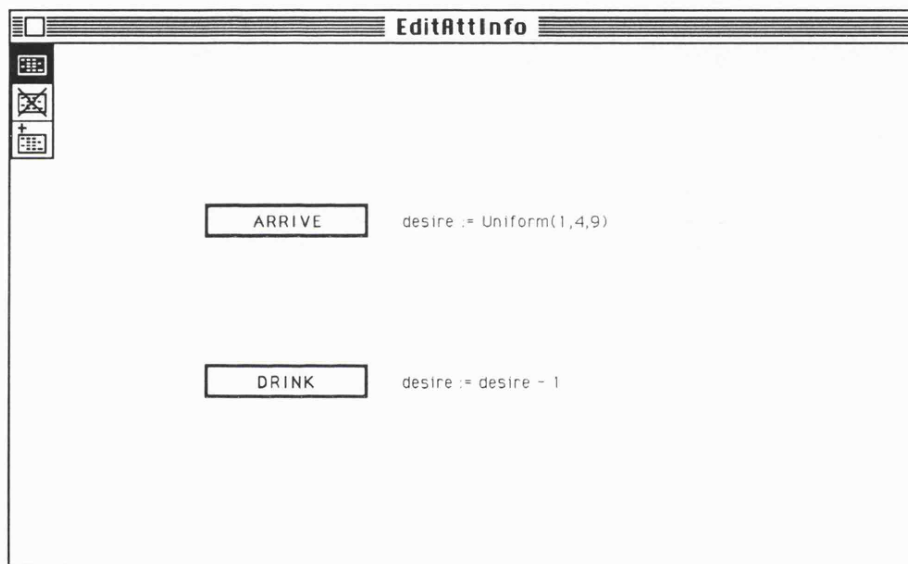 EditAttInfo
ARRIVE desire := Uniform(1,4,9)
DRINK desire := desire - 1